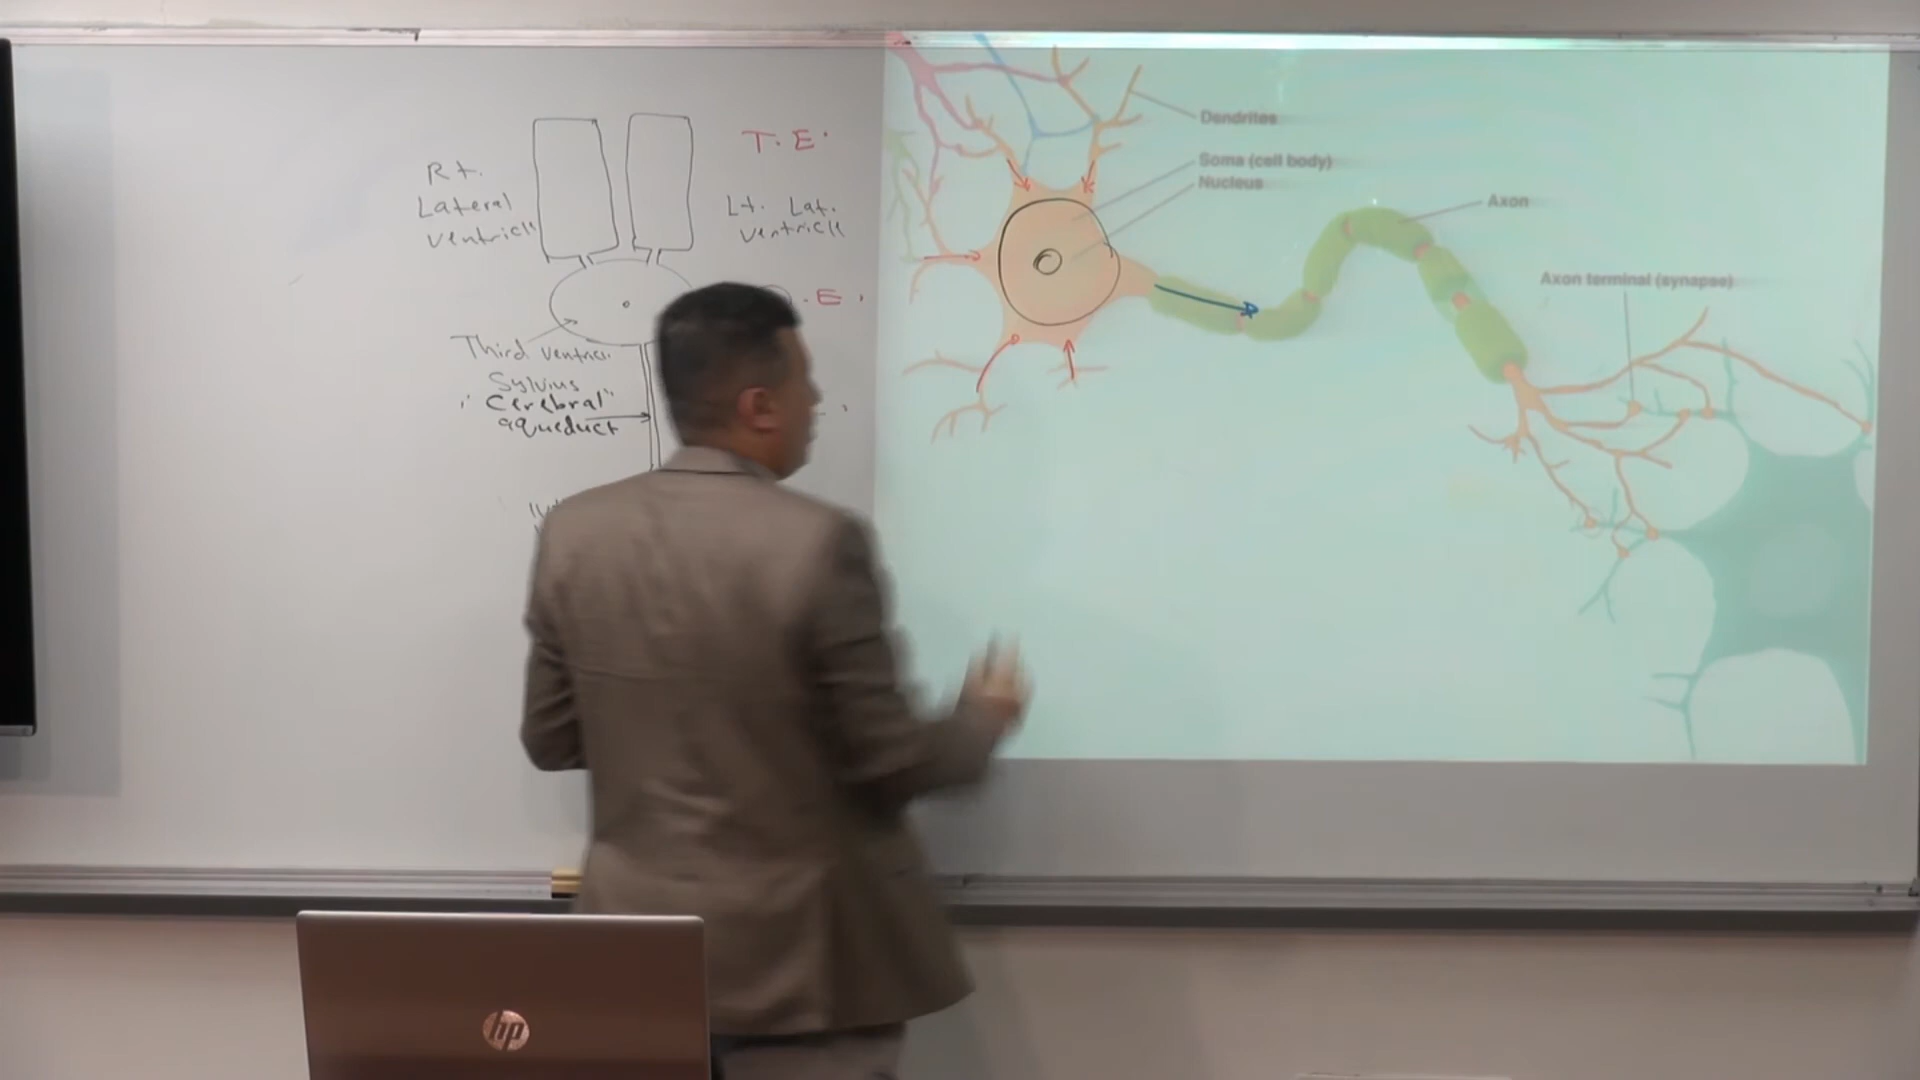 T. E.
Rt.
Lateral
Ventricle
Lt. Lat.
Ventricle
. E.
Third Ventric
Sylvius
"Cerebral"
aqueduct
Dendrites
Soma (cell body)
Nucleus
Axon
Axon terminal (synapse)
hp